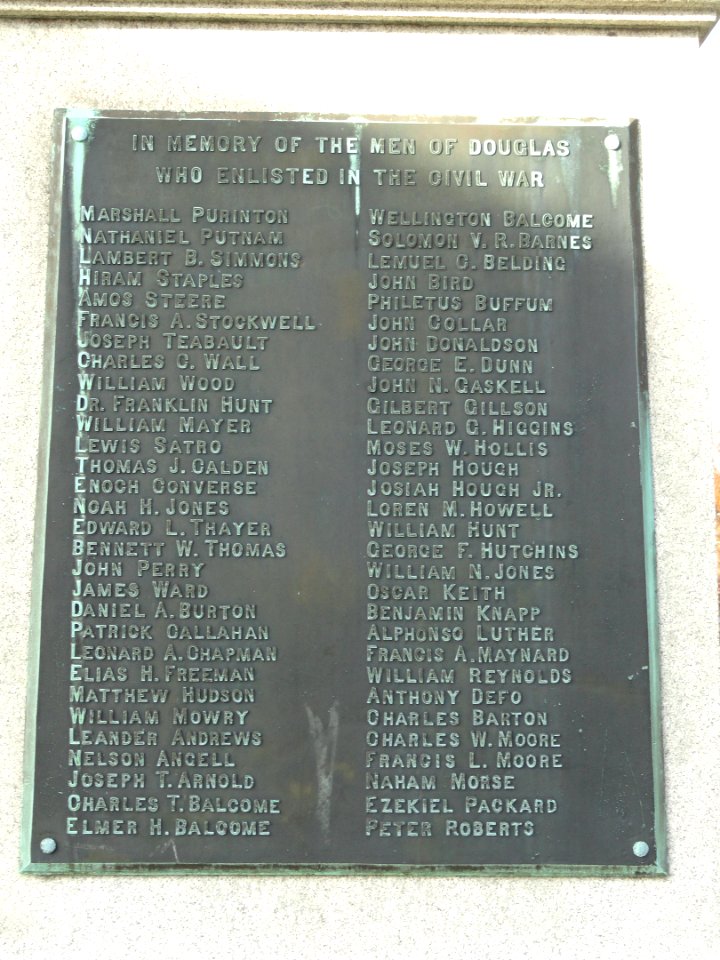 IN MEMORY OF THE MEN OF DOUGLAS
WHO ENLISTED IN THE CIVIL WAR
MARSHALL PURINTON
NATHANIEL PUTNAM
LAMBERT B. SIMMONS
HIRAM STAPLES
AMOS STEERE
FRANCIS A. STOCKWELL
JOSEPH TEABAULT
CHARLES C. WALL
WILLIAM WOOD
DR. FRANKLIN HUNT
WILLIAM MAYER
LEWIS SATRO
THOMAS J. CALDEN
ENOCH CONVERSE
NOAH H. JONES
EDWARD L. THAYER
BENNETT W. THOMAS
JOHN PERRY
JAMES WARD
DANIEL A. BURTON
PATRICK CALLAHAN
LEONARD A. CHAPMAN
ELIAS H. FREEMAN
MATTHEW HUDSON
WILLIAM MOWRY
LEANDER ANDREWS
NELSON ANGELL
JOSEPH T. ARNOLD
CHARLES T. BALCOME
ELMER H. BALCOME
WELLINGTON BALCOME
SOLOMON V. R. BARNES
LEMUEL C. BELDING
JOHN BIRD
PHILETUS BUFFUM
JOHN COLLAR
JOHN DONALDSON
GEORGE E. DUNN
JOHN N. GASKELL
GILBERT GILLSON
LEONARD G. HIGGINS
MOSES W. HOLLIS
JOSEPH HOUGH
JOSIAH HOUGH JR.
LOREN M. HOWELL
WILLIAM HUNT
GEORGE F. HUTCHINS
WILLIAM N. JONES
OSCAR KEITH
BENJAMIN KNAPP
ALPHONSO LUTHER
FRANCIS A. MAYNARD
WILLIAM REYNOLDS
ANTHONY DEFO
CHARLES BARTON
CHARLES W. MOORE
FRANCIS L. MOORE
NAHAM MORSE
EZEKIEL PACKARD
PETER ROBERTS